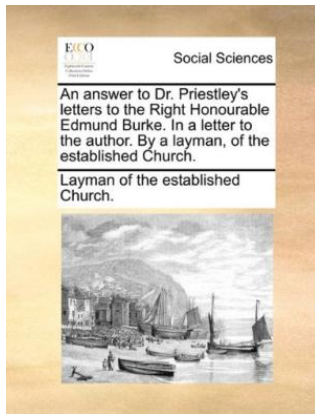 ECCO
Social Sciences
An answer to Dr. Priestley's
letters to the Right Honourable
Edmund Burke. In a letter to
the author. By a layman, of the
established Church.
Layman of the established
Church.